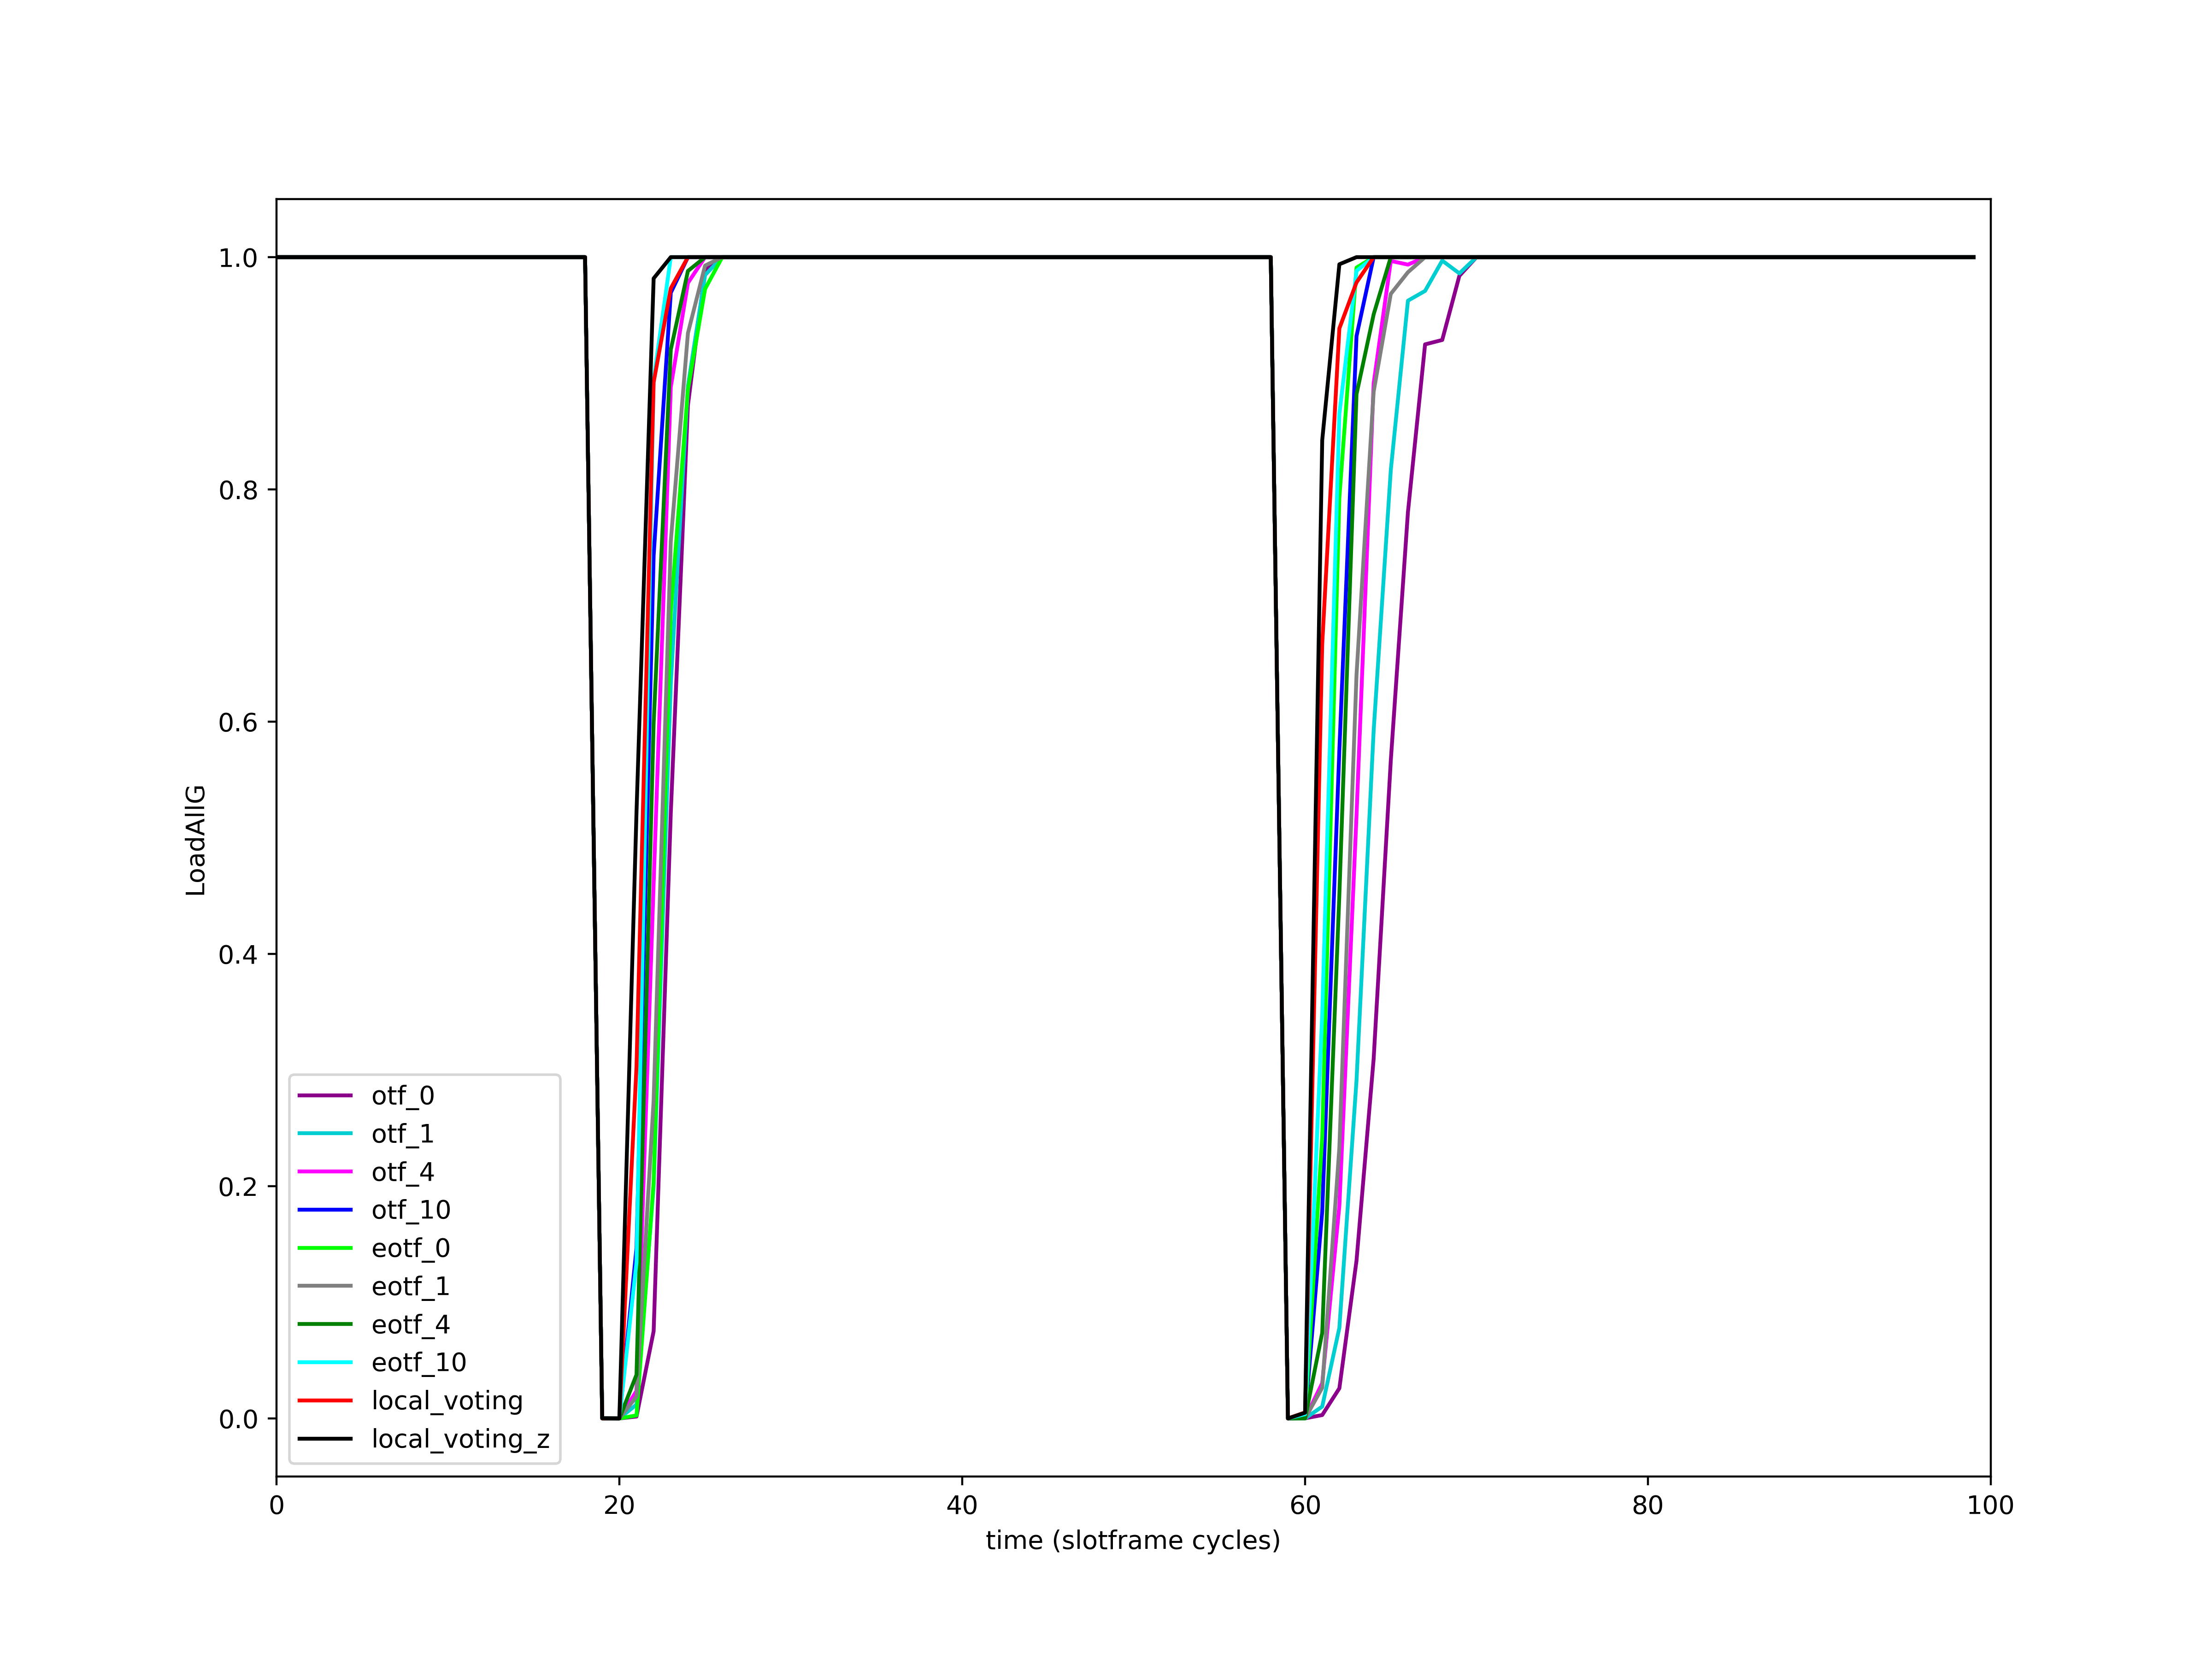 1.0
0.8
0.6
0.4
0.2
0.0
LoadAllG
otf_0
otf_1
otf_4
otf_10
eotf_0
eotf_1
eotf_4
eotf_10
local_voting
local_voting_z
0 20 40 60 80 100
time (slotframe cycles)